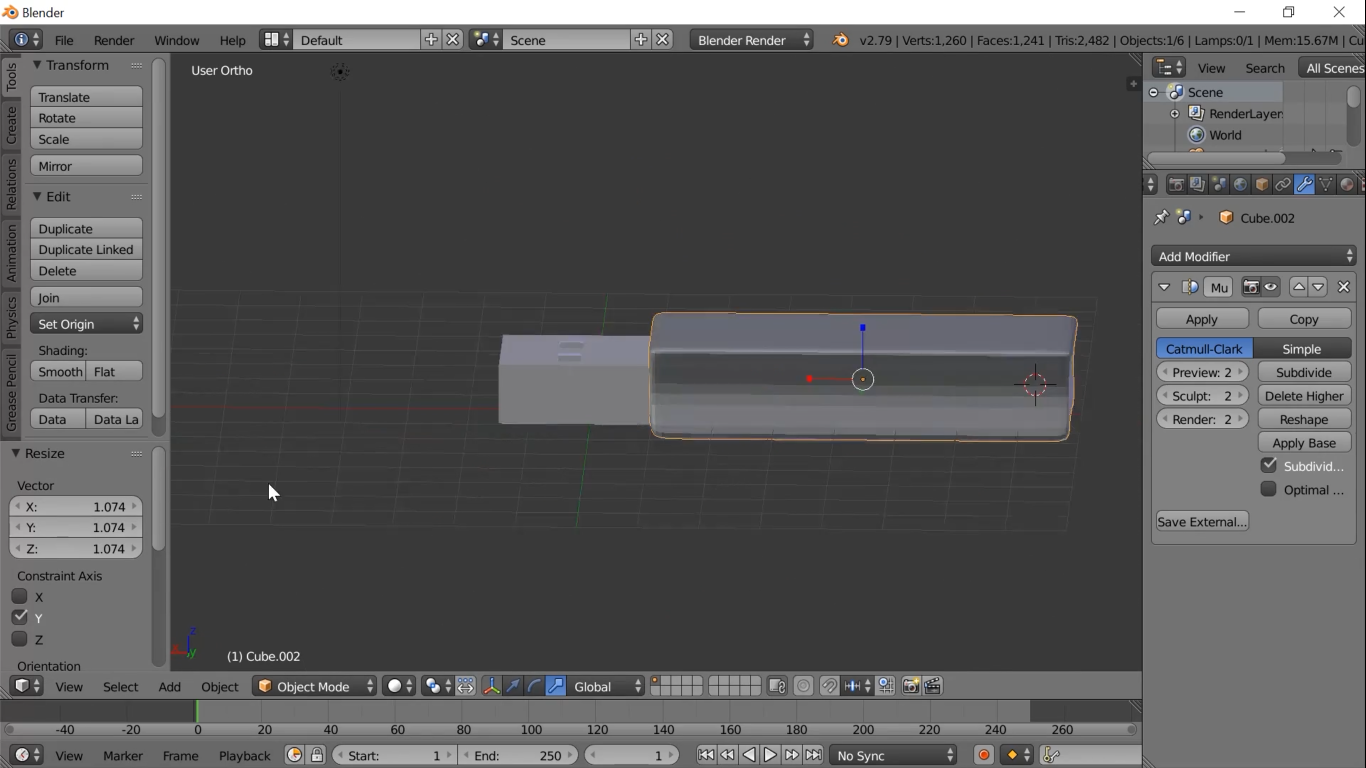 Blender
File Render Window Help Default Scene Blender Render v2.79 | Verts:1,260 | Faces:1,241 | Tris:2,482 | Objects:1/6 | Lamps:0/1 | Mem:15.67M | Cu
Tools
Create
Relations
Animation
Physics
Grease Pencil
Transform
Translate
Rotate
Scale
Mirror
Edit
Duplicate
Duplicate Linked
Delete
Join
Set Origin
Shading:
Smooth Flat
Data Transfer:
Data Data La
Resize
Vector
X: 1.074
Y: 1.074
Z: 1.074
Constraint Axis
X
Y
Z
Orientation
User Ortho
z
y
(1) Cube.002
View Search All Scenes
Scene
RenderLayer
World
Cube.002
Add Modifier
Mu
Apply Copy
Catmull-Clark Simple
Preview: 2 Subdivide
Sculpt: 2 Delete Higher
Render: 2 Reshape
Apply Base
Subdivid...
Optimal ...
Save External...
View Select Add Object Object Mode Global
-40 -20 0 20 40 60 80 100 120 140 160 180 200 220 240 260
View Marker Frame Playback Start: 1 End: 250 1 No Sync